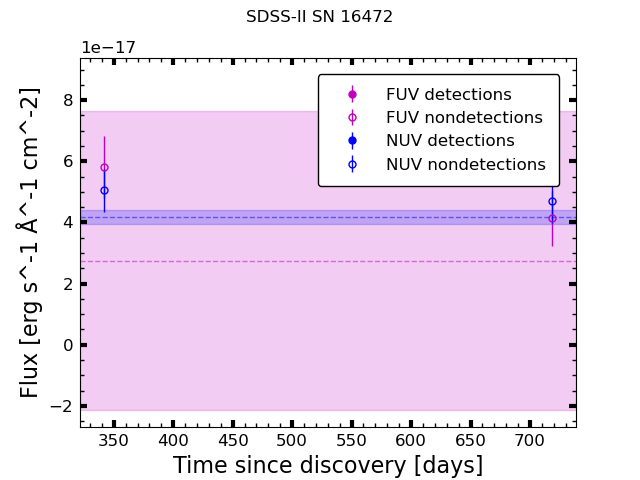 SDSS-II SN 16472
1e−17
FUV detections
FUV nondetections
NUV detections
NUV nondetections
8
6
4
2
0
−2
Flux [erg s^-1 Å^-1 cm^-2]
350 400 450 500 550 600 650 700
Time since discovery [days]